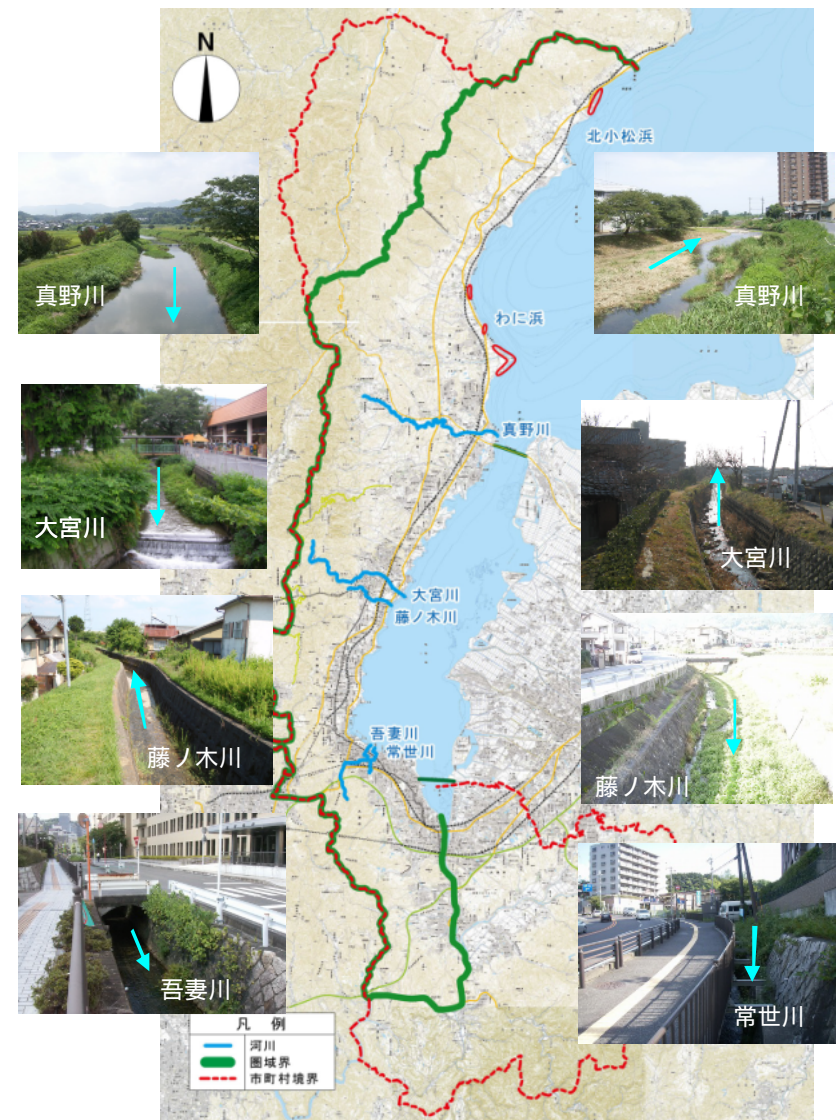 N
北小松浜
真野川
真野川
わに浜
真野川
大宮川
大宮川
大宮川
藤ノ木川
藤ノ木川
藤ノ木川
吾妻川
常世川
吾妻川
常世川
凡 例
河川
圏域界
市町村境界